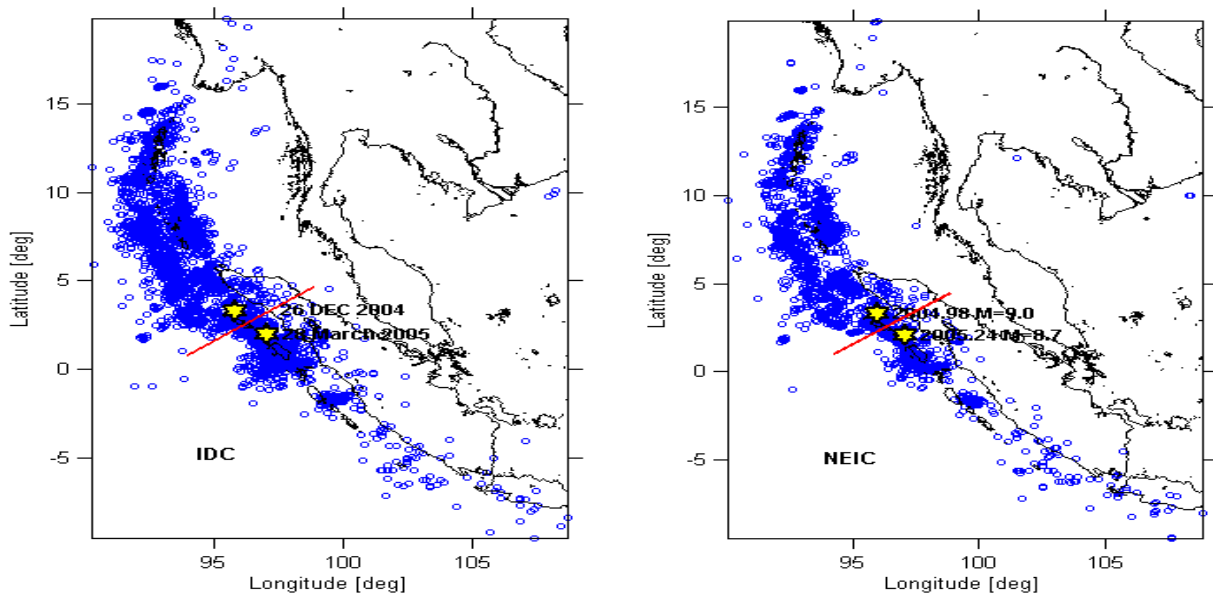 Latitude [deg]
15
10
5
0
-5
26 DEC 2004
28 March 2005
IDC
95
100
105
Longitude [deg]
Latitude [deg]
15
10
5
0
-5
2004.98 M=9.0
2005.24 M=8.7
NEIC
95
100
105
Longitude [deg]